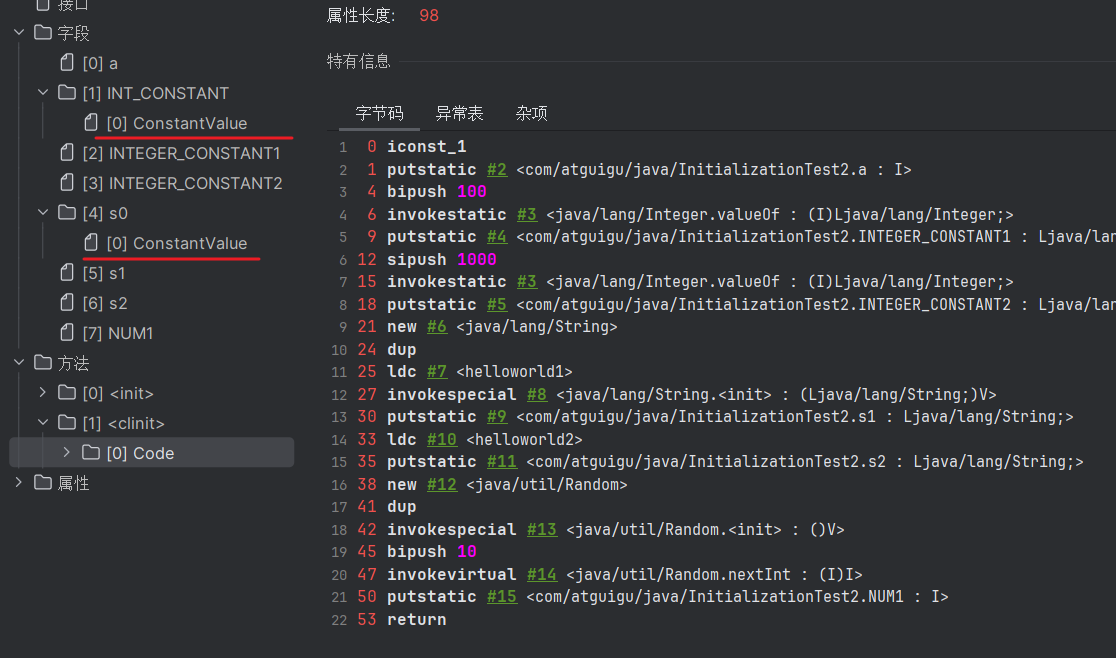 接口
字段
[0] a
[1] INT_CONSTANT
[0] ConstantValue
[2] INTEGER_CONSTANT1
[3] INTEGER_CONSTANT2
[4] s0
[0] ConstantValue
[5] s1
[6] s2
[7] NUM1
方法
[0] <init>
[1] <clinit>
[0] Code
属性
属性长度: 98
特有信息
字节码 异常表 杂项
1 0 iconst_1
2 1 putstatic #2 <com/atguigu/java/InitializationTest2.a : I>
3 4 bipush 100
4 6 invokestatic #3 <java/lang/Integer.valueOf : (I)Ljava/lang/Integer;>
5 9 putstatic #4 <com/atguigu/java/InitializationTest2.INTEGER_CONSTANT1 : Ljava/lan
6 12 sipush 1000
7 15 invokestatic #3 <java/lang/Integer.valueOf : (I)Ljava/lang/Integer;>
8 18 putstatic #5 <com/atguigu/java/InitializationTest2.INTEGER_CONSTANT2 : Ljava/lan
9 21 new #6 <java/lang/String>
10 24 dup
11 25 ldc #7 <helloworld1>
12 27 invokespecial #8 <java/lang/String.<init> : (Ljava/lang/String;)V>
13 30 putstatic #9 <com/atguigu/java/InitializationTest2.s1 : Ljava/lang/String;>
14 33 ldc #10 <helloworld2>
15 35 putstatic #11 <com/atguigu/java/InitializationTest2.s2 : Ljava/lang/String;>
16 38 new #12 <java/util/Random>
17 41 dup
18 42 invokespecial #13 <java/util/Random.<init> : ()V>
19 45 bipush 10
20 47 invokevirtual #14 <java/util/Random.nextInt : (I)I>
21 50 putstatic #15 <com/atguigu/java/InitializationTest2.NUM1 : I>
22 53 return